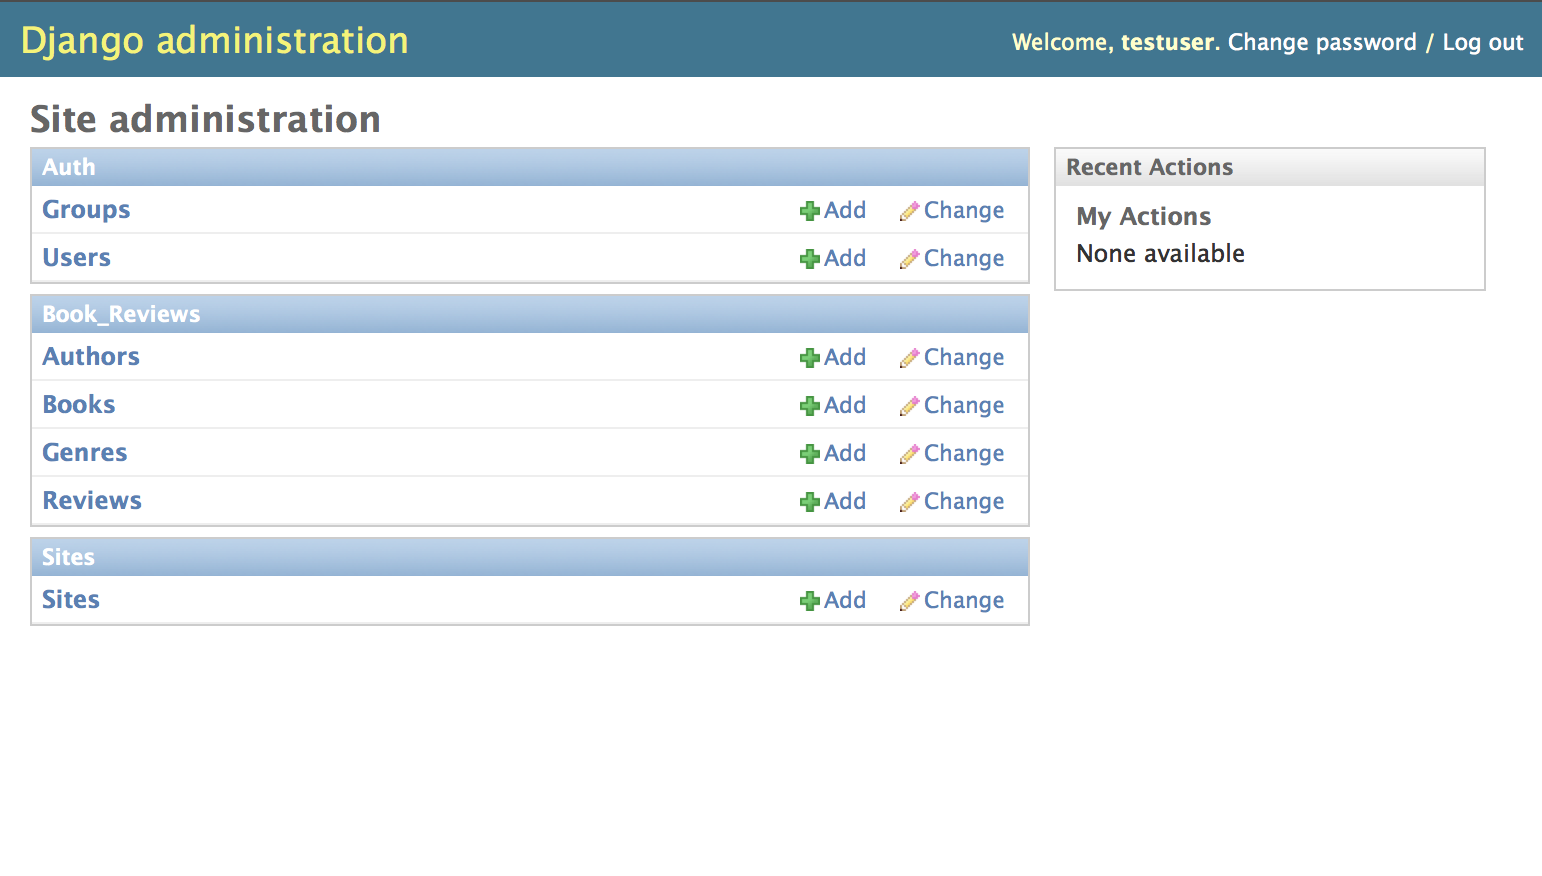 Django administration
Welcome, testuser. Change password / Log out
Site administration
Auth
Groups Add Change
Users Add Change
Book_Reviews
Authors Add Change
Books Add Change
Genres Add Change
Reviews Add Change
Sites
Sites Add Change
Recent Actions
My Actions
None available